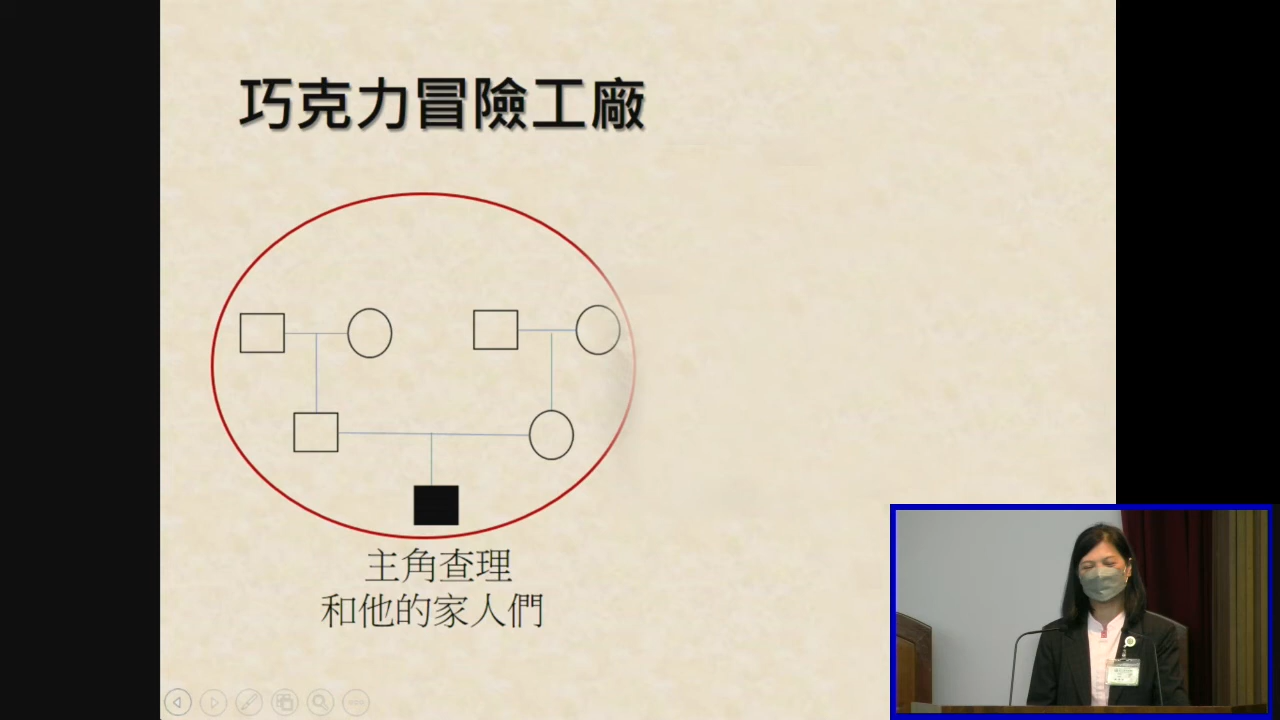 巧克力冒險工廠
主角查理
和他的家人們